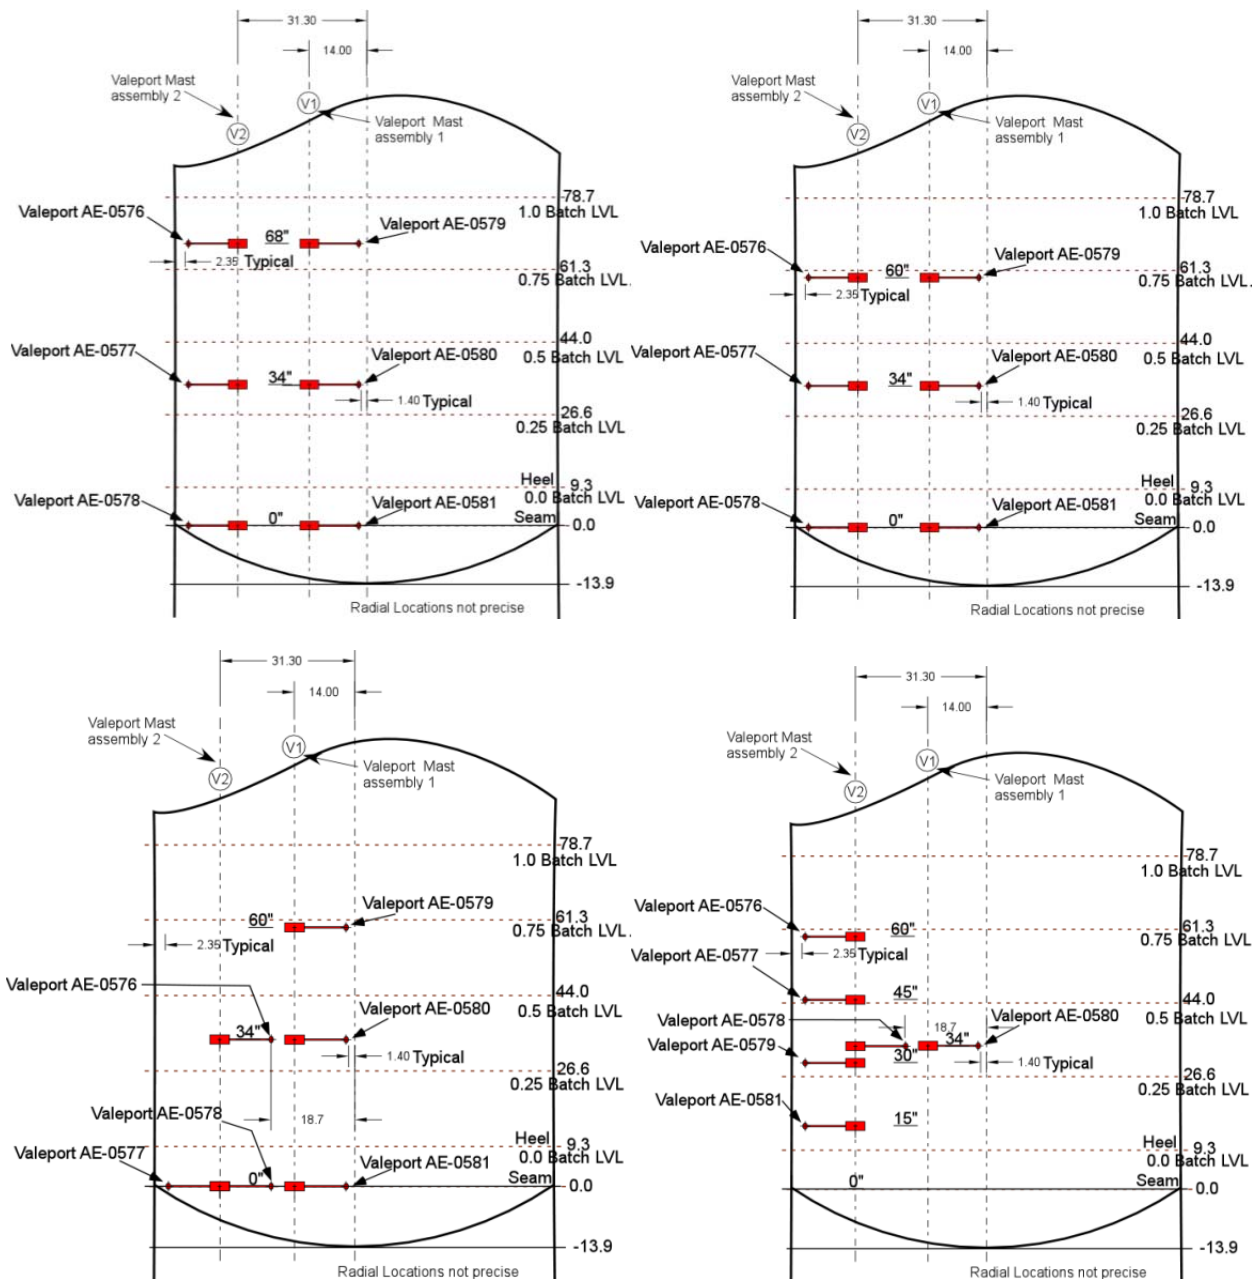 31.30
14.00
Valeport Mast
assembly 2
V1
V2
Valeport Mast
assembly 1
78.7
1.0 Batch LVL
Valeport AE-0576
68"
Valeport AE-0579
2.35 Typical
61.3
0.75 Batch LVL.
44.0
0.5 Batch LVL
Valeport AE-0577
34"
Valeport AE-0580
1.40 Typical
26.6
0.25 Batch LVL
Heel
9.3
0.0 Batch LVL
Valeport AE-0578
0"
Valeport AE-0581
Seam
0.0
-13.9
Radial Locations not precise
31.30
14.00
Valeport Mast
assembly 2
V1
V2
Valeport Mast
assembly 1
78.7
1.0 Batch LVL
Valeport AE-0576
60"
Valeport AE-0579
2.35 Typical
61.3
0.75 Batch LVL.
44.0
0.5 Batch LVL
Valeport AE-0577
34"
Valeport AE-0580
1.40 Typical
26.6
0.25 Batch LVL
Heel
9.3
0.0 Batch LVL
Valeport AE-0578
0"
Valeport AE-0581
Seam
0.0
-13.9
Radial Locations not precise
31.30
14.00
Valeport Mast
assembly 2
V1
V2
Valeport Mast
assembly 1
78.7
1.0 Batch LVL
60"
Valeport AE-0579
2.35 Typical
61.3
0.75 Batch LVL.
Valeport AE-0576
44.0
0.5 Batch LVL
34"
Valeport AE-0580
1.40 Typical
26.6
0.25 Batch LVL
Valeport AE-0578
18.7
Heel
9.3
0.0 Batch LVL
Valeport AE-0577
0"
Valeport AE-0581
Seam
0.0
-13.9
Radial Locations not precise
31.30
14.00
Valeport Mast
assembly 2
V1
V2
Valeport Mast
assembly 1
78.7
1.0 Batch LVL
Valeport AE-0576
60"
2.35 Typical
61.3
0.75 Batch LVL
Valeport AE-0577
45"
44.0
0.5 Batch LVL
Valeport AE-0578
18.7
Valeport AE-0580
Valeport AE-0579
34"
30"
1.40 Typical
26.6
0.25 Batch LVL
Valeport AE-0581
15"
Heel
9.3
0.0 Batch LVL
0"
Seam
0.0
-13.9
Radial Locations not precise